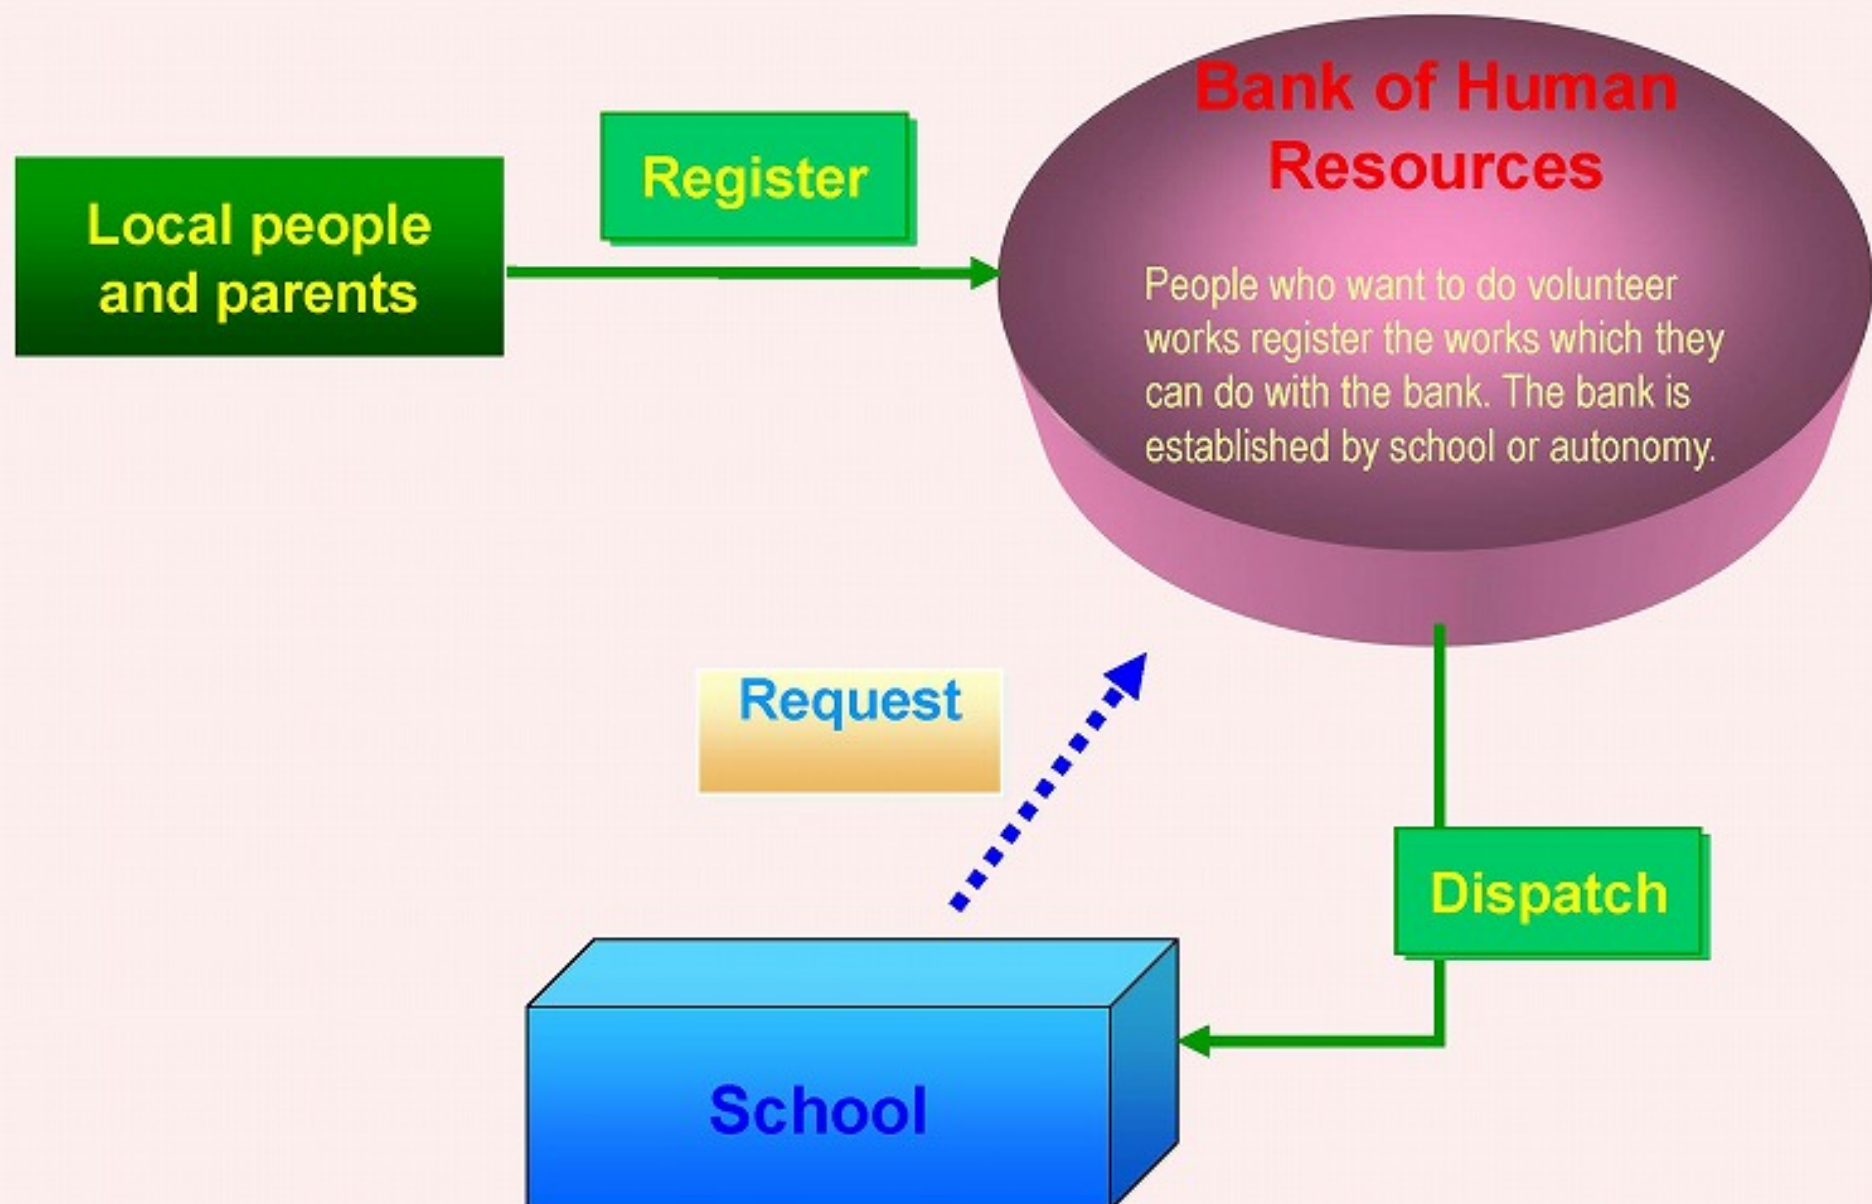 Bank of Human
Resources
Register
Local people
and parents
People who want to do volunteer
works register the works which they
can do with the bank. The bank is
established by school or autonomy.
Request
Dispatch
School